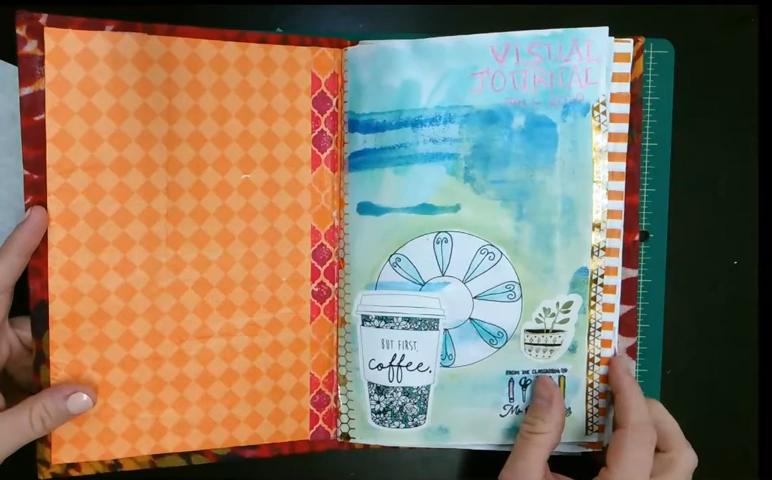 VISUAL
JOURNAL
BUT FIRST,
coffee.
FROM THE CLASSROOM OF